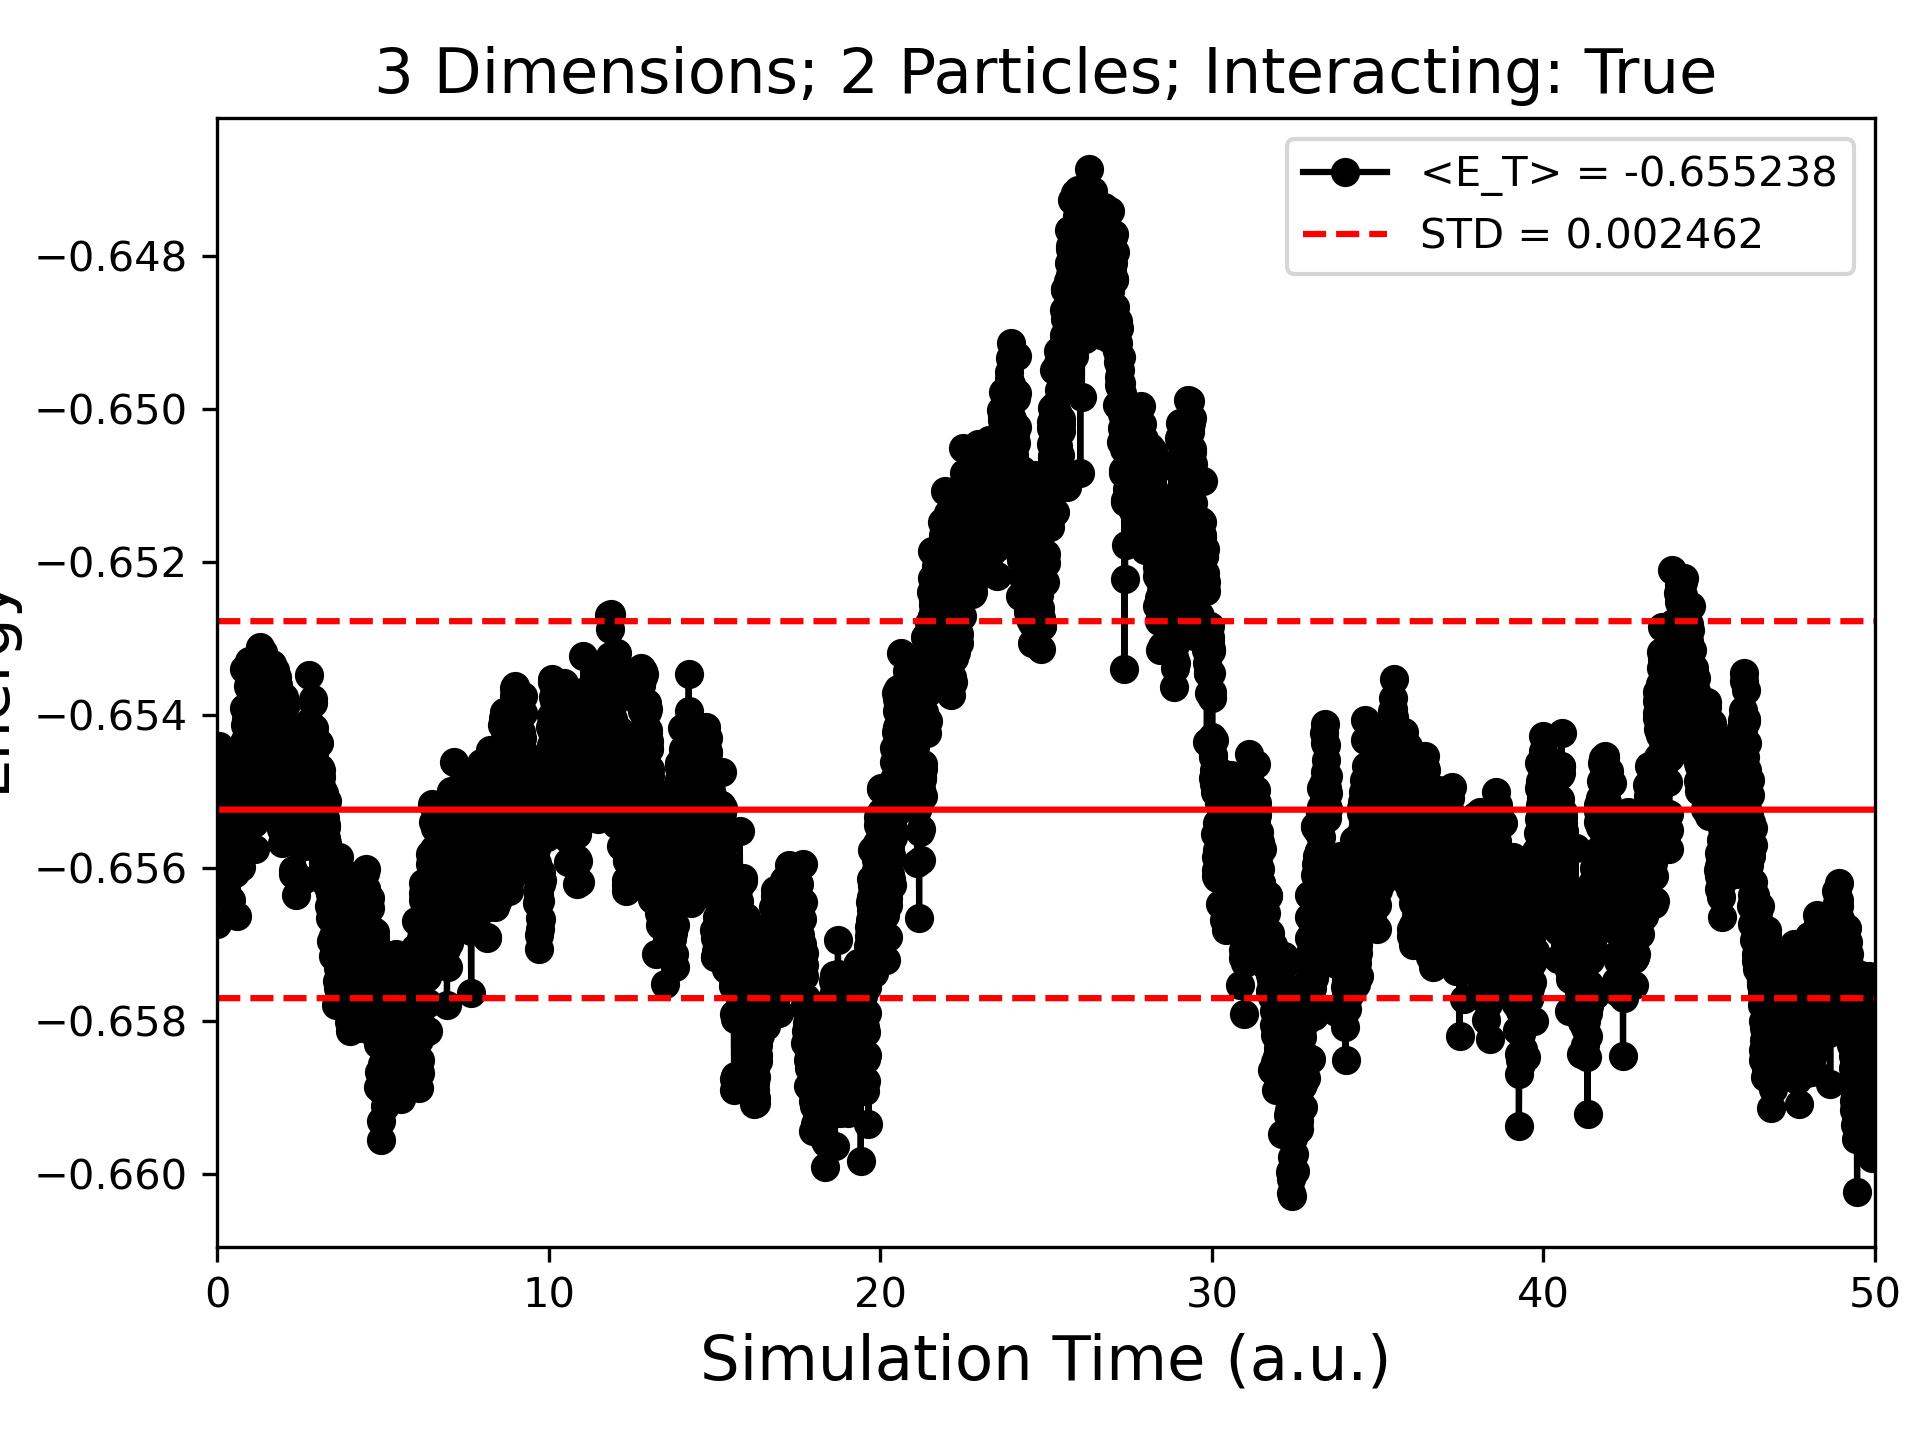 3 Dimensions; 2 Particles; Interacting: True
<E_T> = -0.655238
STD = 0.002462
−0.648
−0.650
−0.652
−0.654
−0.656
−0.658
−0.660
Energy
0 10 20 30 40 50
Simulation Time (a.u.)